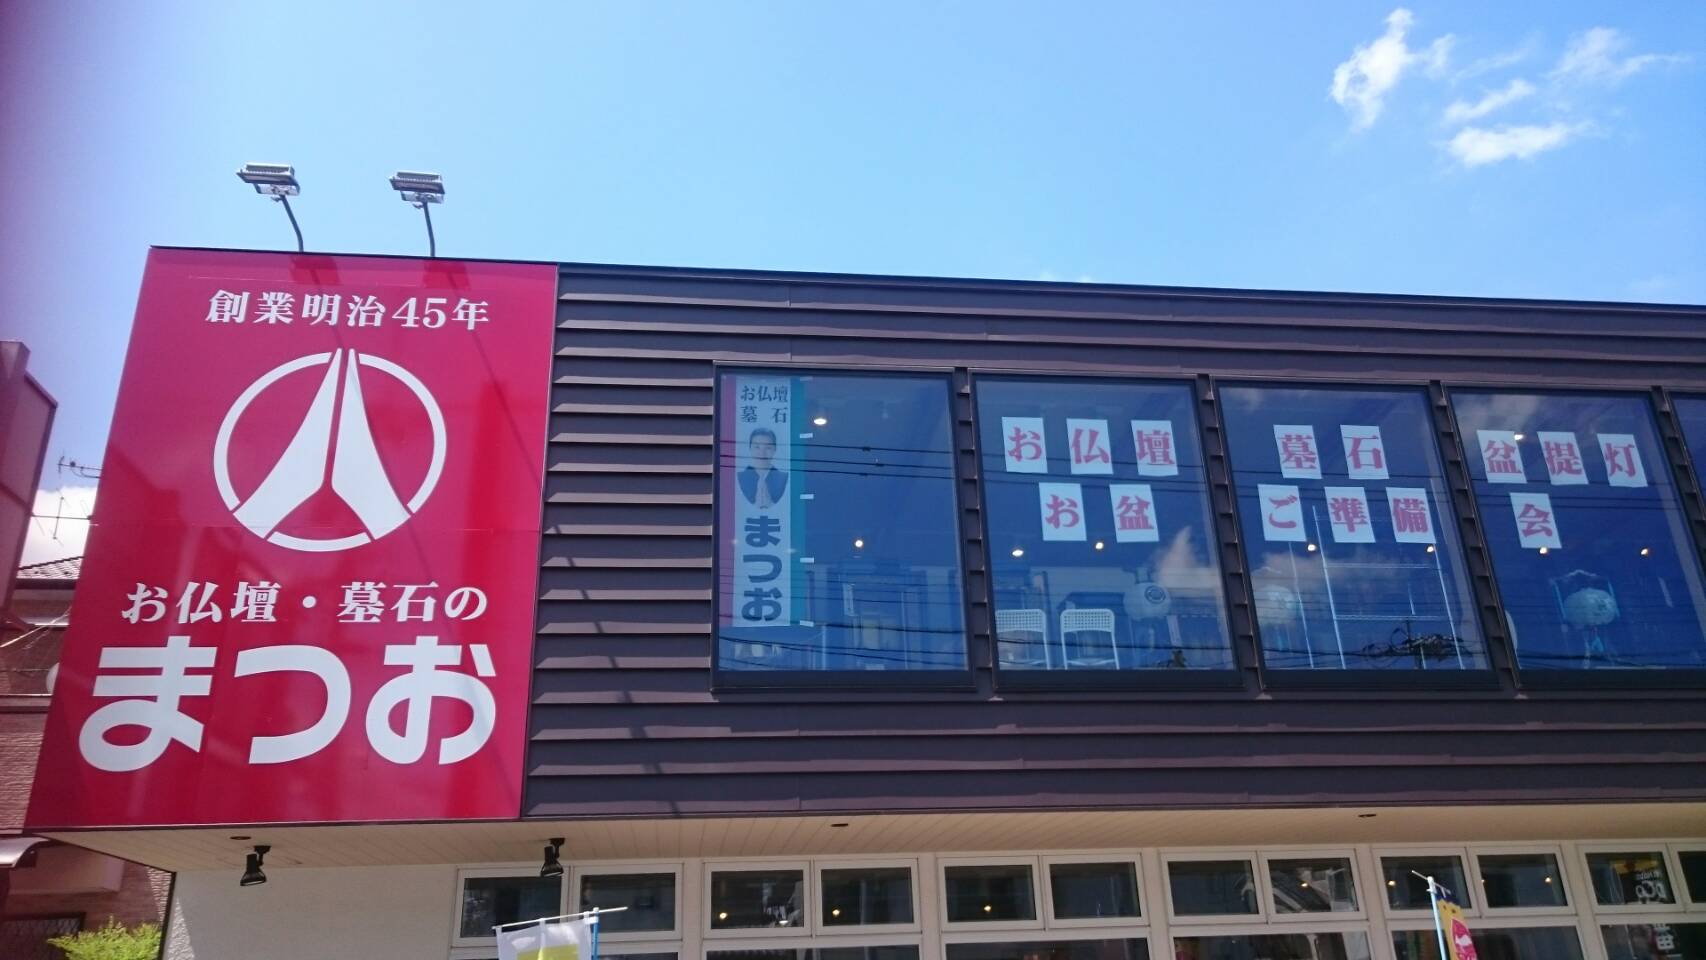 創業明治45年
お仏壇・墓石の
まつお
お仏壇
墓石
まつお
お仏壇 墓石 盆提灯
お盆 ご準備 会